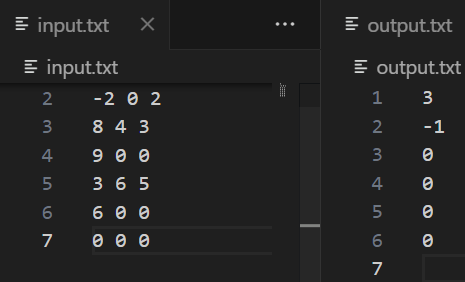 input.txt
input.txt
2 -2 0 2
3 8 4 3
4 9 0 0
5 3 6 5
6 6 0 0
7 0 0 0
output.txt
output.txt
1 3
2 -1
3 0
4 0
5 0
6 0
7